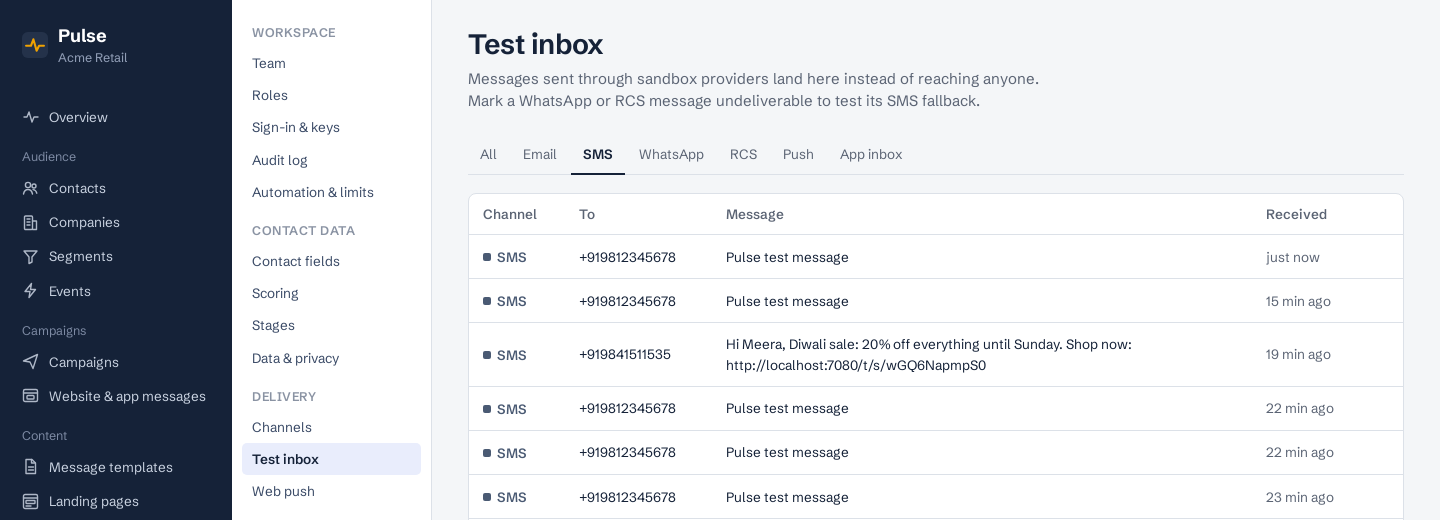 Pulse
Acme Retail
Overview
Audience
Contacts
Companies
Segments
Events
Campaigns
Campaigns
Website & app messages
Content
Message templates
Landing pages
WORKSPACE
Team
Roles
Sign-in & keys
Audit log
Automation & limits
CONTACT DATA
Contact fields
Scoring
Stages
Data & privacy
DELIVERY
Channels
Test inbox
Web push
Test inbox
Messages sent through sandbox providers land here instead of reaching anyone.
Mark a WhatsApp or RCS message undeliverable to test its SMS fallback.
All Email SMS WhatsApp RCS Push App inbox
Channel To Message Received
SMS +919812345678 Pulse test message just now
SMS +919812345678 Pulse test message 15 min ago
SMS +919841511535 Hi Meera, Diwali sale: 20% off everything until Sunday. Shop now: 19 min ago
http://localhost:7080/t/s/wGQ6NapmpS0
SMS +919812345678 Pulse test message 22 min ago
SMS +919812345678 Pulse test message 22 min ago
SMS +919812345678 Pulse test message 23 min ago